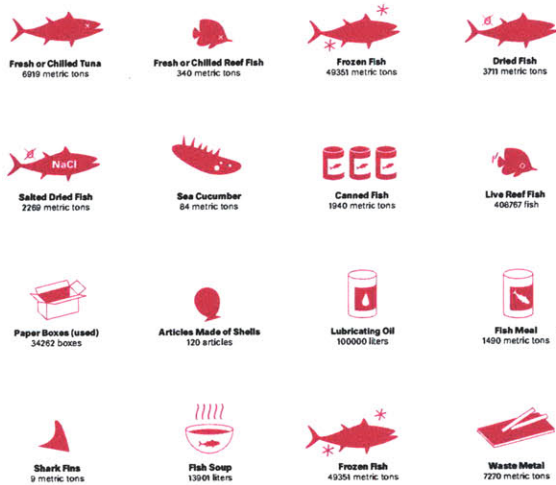 Fresh or Chilled Tuna
6919 metric tons
Fresh or Chilled Reef Fish
340 metric tons
Frozen Fish
49351 metric tons
Dried Fish
3711 metric tons
NaCl
Salted Dried Fish
2269 metric tons
Sea Cucumber
84 metric tons
Canned Fish
1940 metric tons
Live Reef Fish
406767 fish
Paper Boxes (used)
34262 boxes
Articles Made of Shells
120 articles
Lubricating Oil
100000 liters
Fish Meal
1490 metric tons
Shark Fins
9 metric tons
Fish Soup
13901 liters
Frozen Fish
49351 metric tons
Waste Metal
7270 metric tons